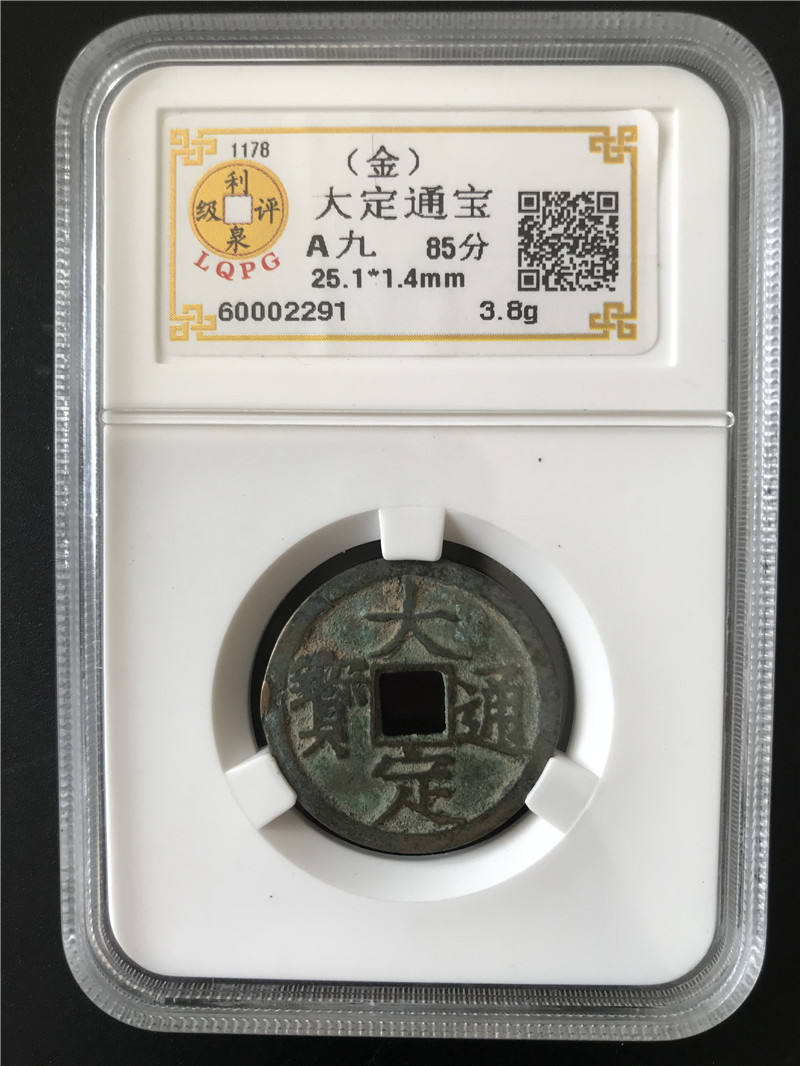 1178
利泉评级
LQPG
(金)
大定通宝
A九 85分
25.1*1.4mm
60002291 3.8g
大定通寶